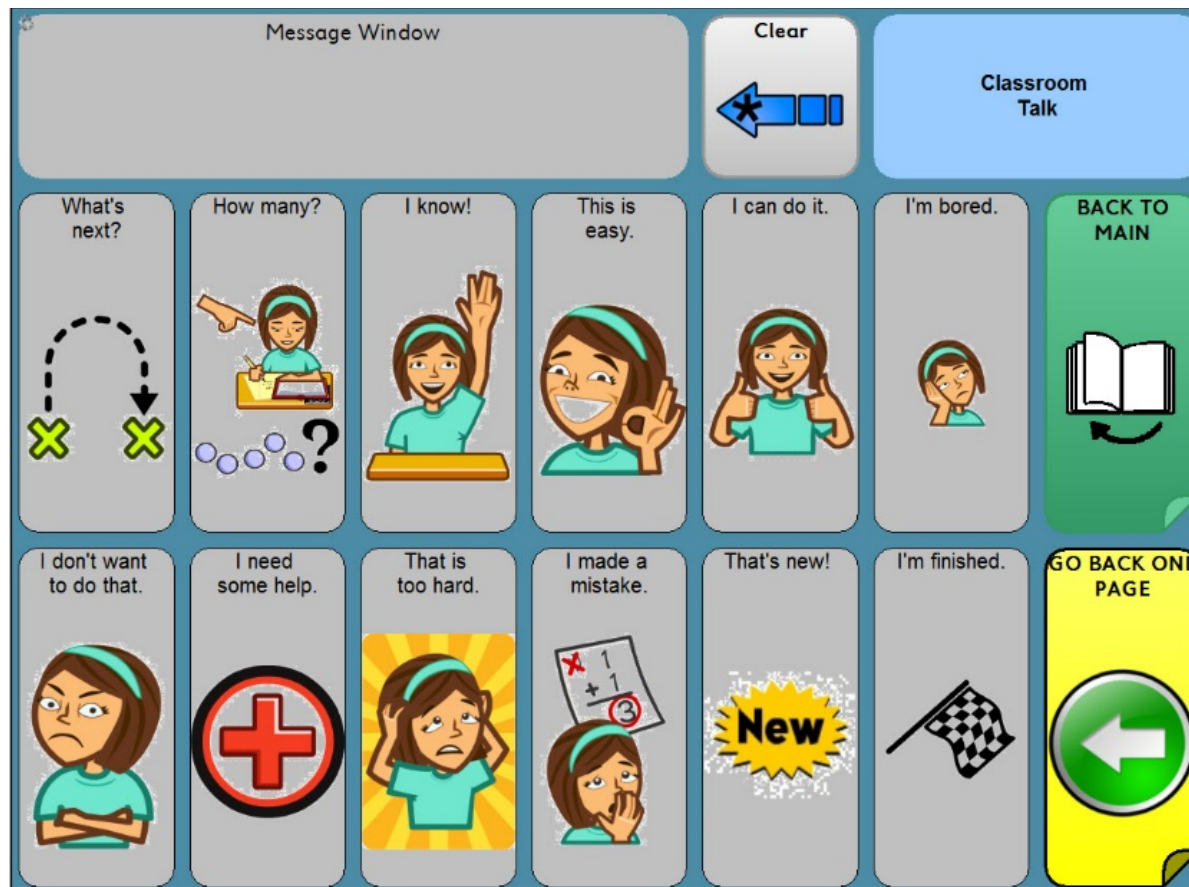 Message Window
Clear
Classroom
Talk
What's
next?
How many?
I know!
This is
easy.
I can do it.
I'm bored.
BACK TO
MAIN
?
I don't want
to do that.
I need
some help.
That is
too hard.
I made a
mistake.
That's new!
I'm finished.
GO BACK ONE
PAGE
x 1
+ 1
3
New